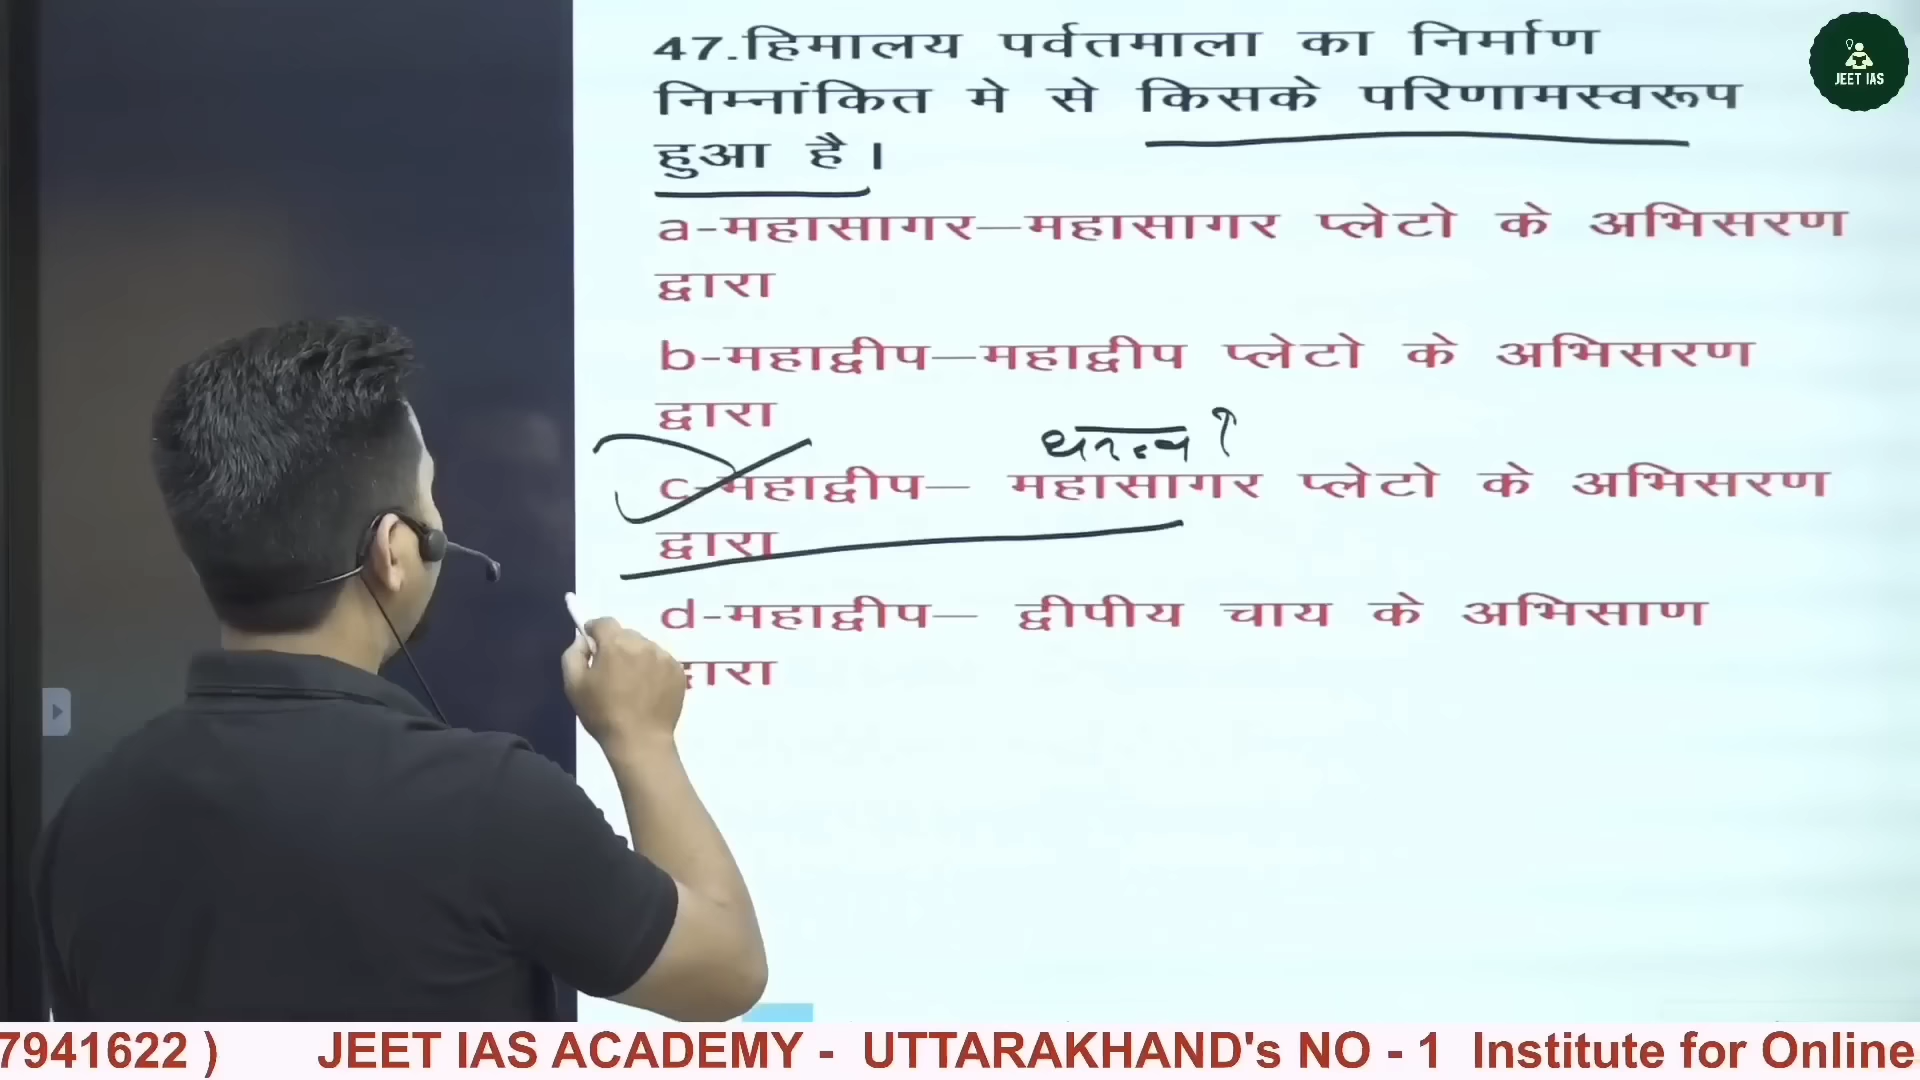 47.हिमालय पर्वतमाला का निर्माण
निम्नांकित मे से किसके परिणामस्वरूप
हुआ है।
a-महासागर–महासागर प्लेटो के अभिसरण
द्वारा
b-महाद्वीप–महाद्वीप प्लेटो के अभिसरण
द्वारा
c-महाद्वीप– महासागर प्लेटो के अभिसरण
द्वारा
d-महाद्वीप– द्वीपीय चाय के अभिसाण
द्वारा
JEET IAS
7941622 ) JEET IAS ACADEMY - UTTARAKHAND's NO - 1 Institute for Online